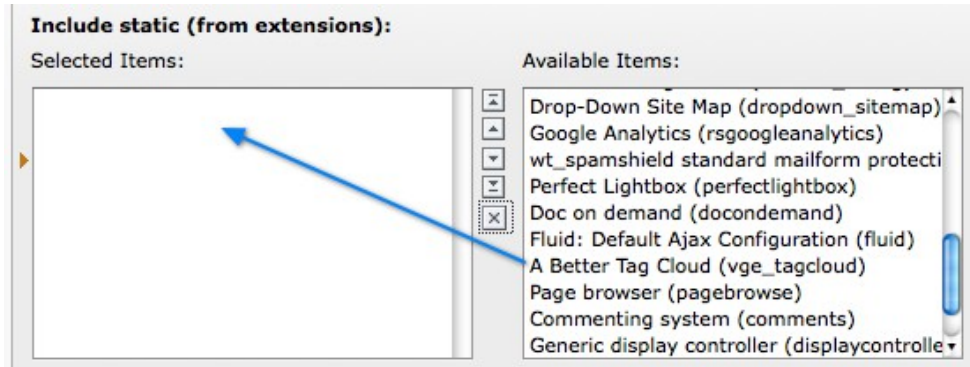 Include static (from extensions):
Selected Items:
Available Items:
Drop-Down Site Map (dropdown_sitemap)
Google Analytics (rsgoogleanalytics)
wt_spamshield standard mailform protecti
Perfect Lightbox (perfectlightbox)
Doc on demand (docondemand)
Fluid: Default Ajax Configuration (fluid)
A Better Tag Cloud (vge_tagcloud)
Page browser (pagebrowse)
Commenting system (comments)
Generic display controller (displaycontrolle